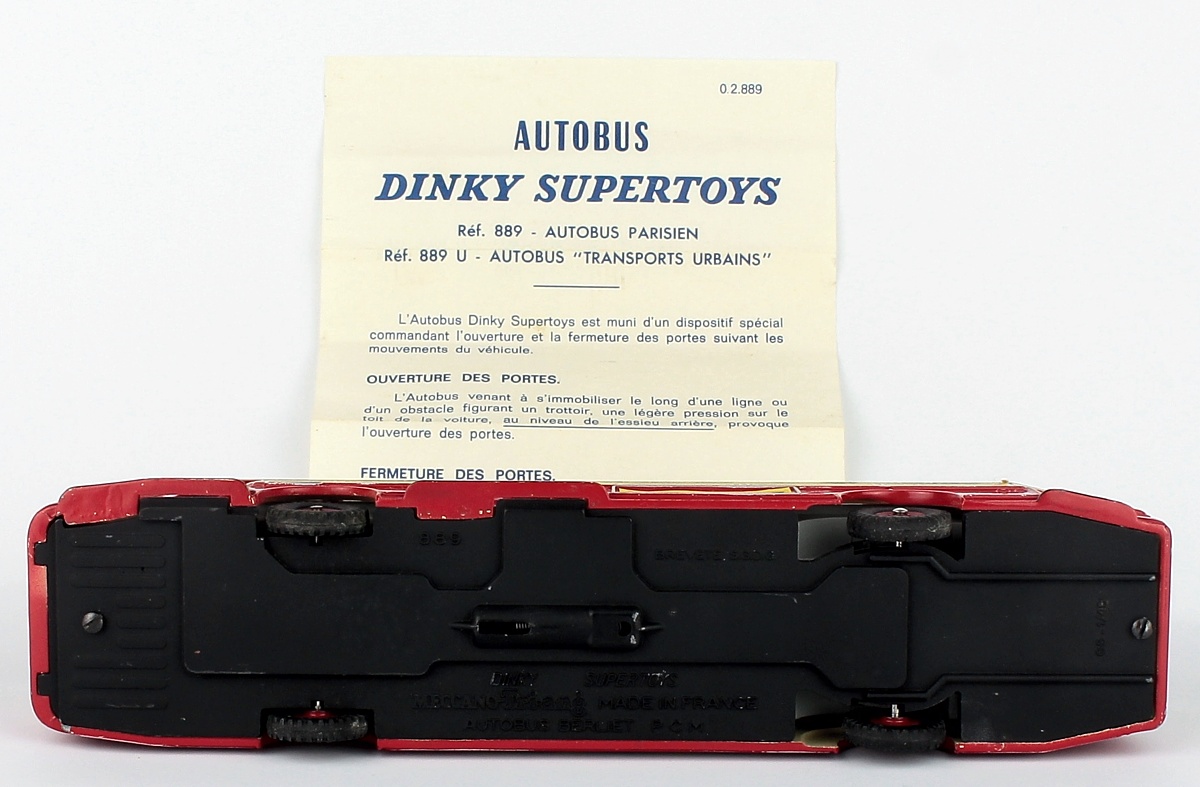 0.2.889
AUTOBUS
DINKY SUPERTOYS
Réf. 889 - AUTOBUS PARISIEN
Réf. 889 U - AUTOBUS "TRANSPORTS URBAINS"
L'Autobus Dinky Supertoys est muni d'un dispositif spécial
commandant l'ouverture et la fermeture des portes suivant les
mouvements du véhicule.
OUVERTURE DES PORTES.
L'Autobus venant à s'immobiliser le long d'une ligne ou
d'un obstacle figurant un trottoir, une légère pression sur le
toit de la voiture, au niveau de l'essieu arrière, provoque
l'ouverture des portes.
FERMETURE DES PORTES.
889
DINKY SUPERTOYS
MADE IN FRANCE
AUTOBUS BERLIET P.C.M.